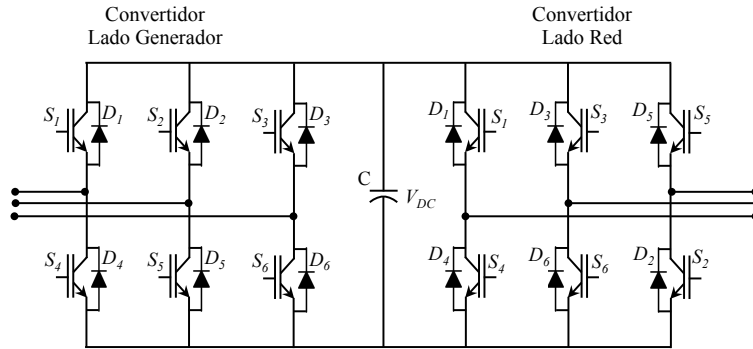 Convertidor
Lado Generador
Convertidor
Lado Red
S1 D1 S2 D2 S3 D3 D1 S1 D3 S3 D5 S5
C VDC
S4 D4 S5 D5 S6 D6 D4 S4 D6 S6 D2 S2